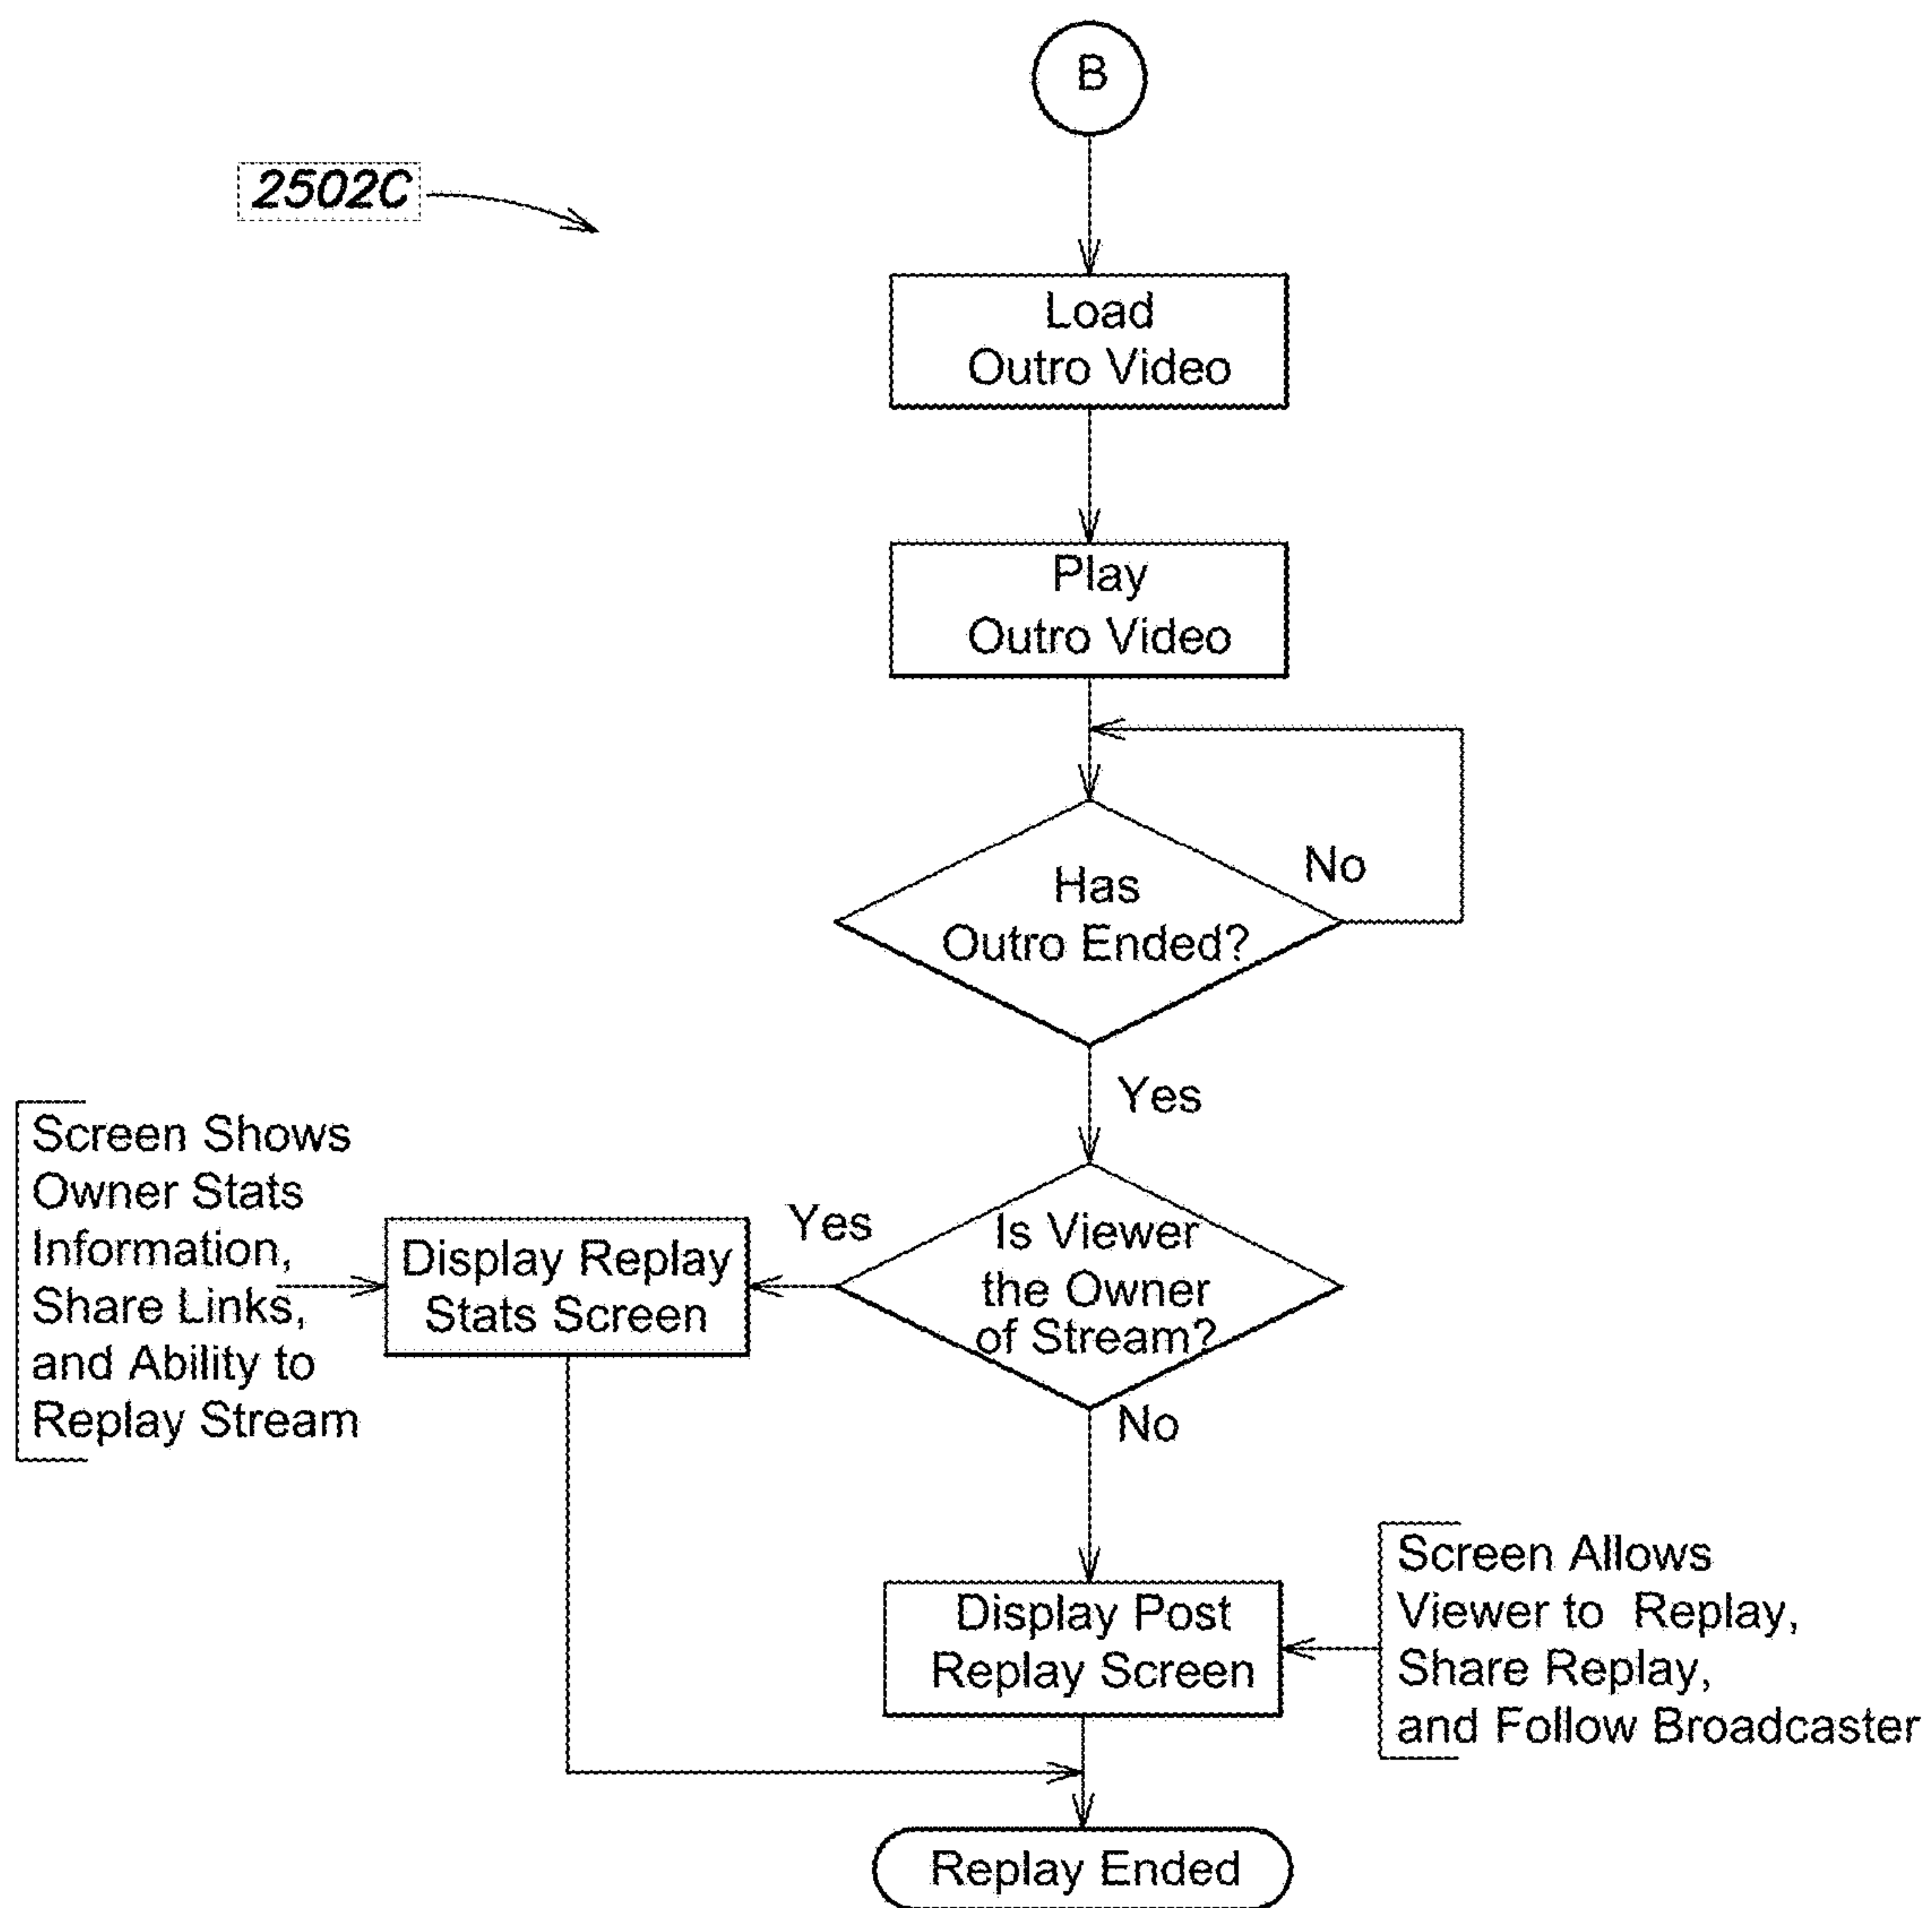 B
2502C
Load
Outro Video
Play
Outro Video
Has
Outro Ended?
No
Yes
Is Viewer
the Owner
of Stream?
Yes
No
Display Replay
Stats Screen
Screen Shows
Owner Stats
Information,
Share Links,
and Ability to
Replay Stream
Display Post
Replay Screen
Screen Allows
Viewer to Replay,
Share Replay,
and Follow Broadcaster
Replay Ended